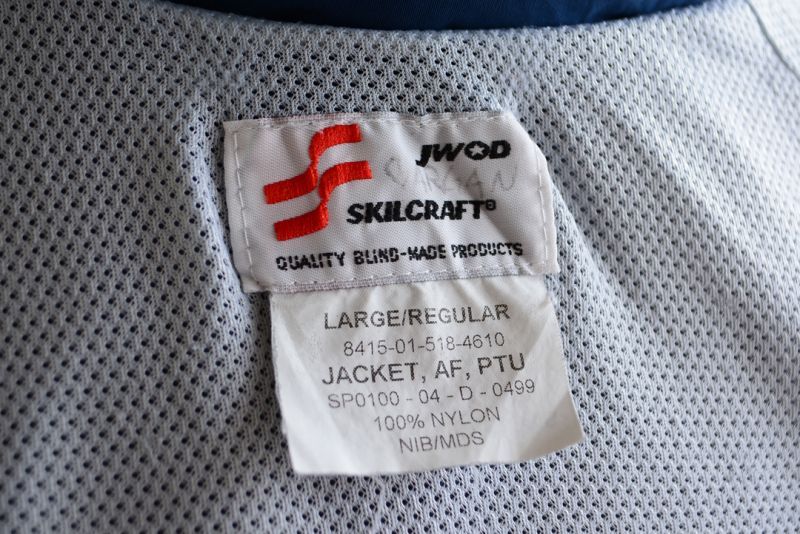 JWOD
SKILCRAFT®
QUALITY BLIND-MADE PRODUCTS
LARGE/REGULAR
8415-01-518-4610
JACKET, AF, PTU
SP0100 - 04 - D - 0499
100% NYLON
NIB/MDS